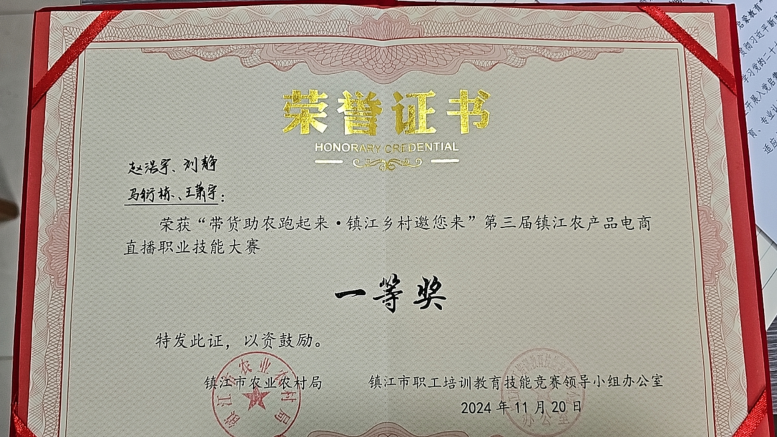 荣誉证书
HONORARY CREDENTIAL
赵浩宇、刘静
马衍栋、王萧宇:
荣获“带货助农跑起来·镇江乡村邀您来”第三届镇江农产品电商
直播职业技能大赛
一等奖
特发此证，以资鼓励。
镇江市农业农村局 镇江市职工培训教育技能竞赛领导小组办公室
2024年11月20日